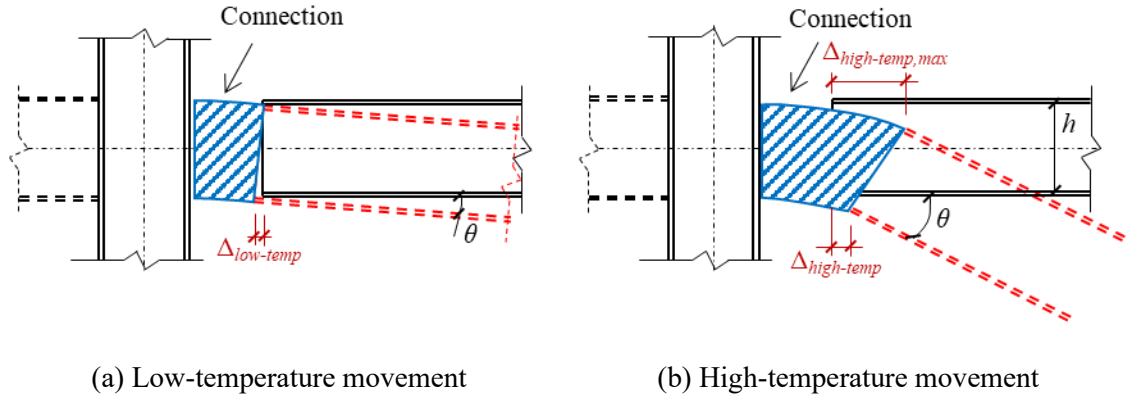 Connection
θ
Δlow-temp
(a) Low-temperature movement
Connection
Δhigh-temp,max
h
θ
Δhigh-temp
(b) High-temperature movement